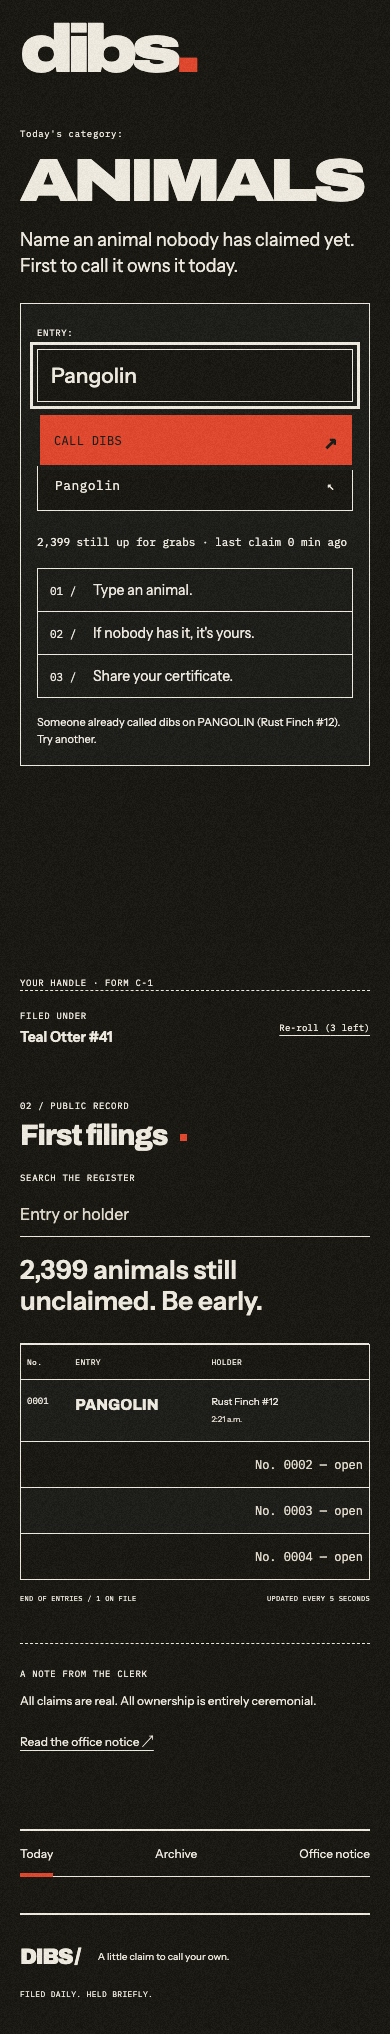 dibs.
Today's category:
ANIMALS
Name an animal nobody has claimed yet.
First to call it owns it today.
ENTRY:
Pangolin
CALL DIBS ↗
Pangolin ↖
2,399 still up for grabs · last claim 0 min ago
01 / Type an animal.
02 / If nobody has it, it's yours.
03 / Share your certificate.
Someone already called dibs on PANGOLIN (Rust Finch #12).
Try another.
YOUR HANDLE · FORM C-1
FILED UNDER
Teal Otter #41
Re-roll (3 left)
02 / PUBLIC RECORD
First filings
SEARCH THE REGISTER
Entry or holder
2,399 animals still
unclaimed. Be early.
No. ENTRY HOLDER
0001 PANGOLIN Rust Finch #12
2:21 a.m.
No. 0002 — open
No. 0003 — open
No. 0004 — open
END OF ENTRIES / 1 ON FILE UPDATED EVERY 5 SECONDS
A NOTE FROM THE CLERK
All claims are real. All ownership is entirely ceremonial.
Read the office notice ↗
Today Archive Office notice
DIBS/ A little claim to call your own.
FILED DAILY. HELD BRIEFLY.